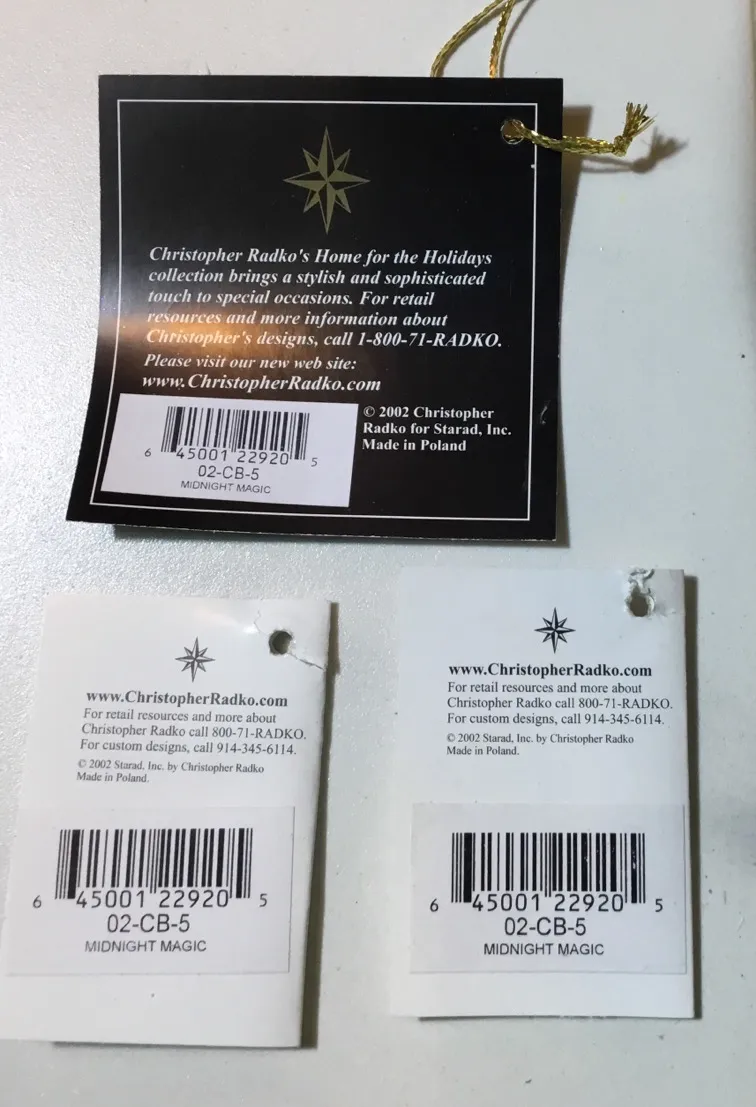 Christopher Radko's Home for the Holidays
collection brings a stylish and sophisticated
touch to special occasions. For retail
resources and more information about
Christopher's designs, call 1-800-71-RADKO.
Please visit our new web site:
www.ChristopherRadko.com
© 2002 Christopher
Radko for Starad, Inc.
Made in Poland
6 45001 22920 5
02-CB-5
MIDNIGHT MAGIC
www.ChristopherRadko.com
For retail resources and more about
Christopher Radko call 800-71-RADKO.
For custom designs, call 914-345-6114.
© 2002 Starad, Inc. by Christopher Radko
Made in Poland.
6 45001 22920 5
02-CB-5
MIDNIGHT MAGIC
www.ChristopherRadko.com
For retail resources and more about
Christopher Radko call 800-71-RADKO.
For custom designs, call 914-345-6114.
© 2002 Starad, Inc. by Christopher Radko
Made in Poland.
6 45001 22920 5
02-CB-5
MIDNIGHT MAGIC